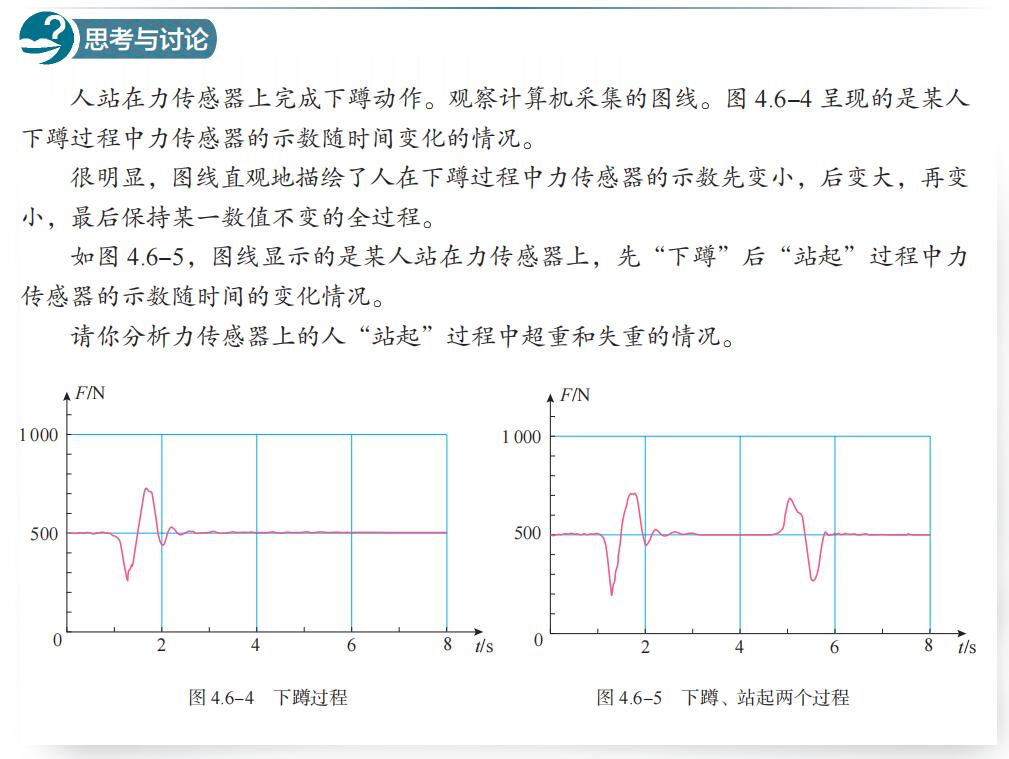 ?
思考与讨论
人站在力传感器上完成下蹲动作。观察计算机采集的图线。图 4.6-4 呈现的是某人
下蹲过程中力传感器的示数随时间变化的情况。
很明显，图线直观地描绘了人在下蹲过程中力传感器的示数先变小，后变大，再变
小，最后保持某一数值不变的全过程。
如图 4.6-5，图线显示的是某人站在力传感器上，先“下蹲”后“站起”过程中力
传感器的示数随时间的变化情况。
请你分析力传感器上的人“站起”过程中超重和失重的情况。
F/N
1 000
500
0
2
4
6
8
t/s
图 4.6-4 下蹲过程
F/N
1 000
500
0
2
4
6
8
t/s
图 4.6-5 下蹲、站起两个过程